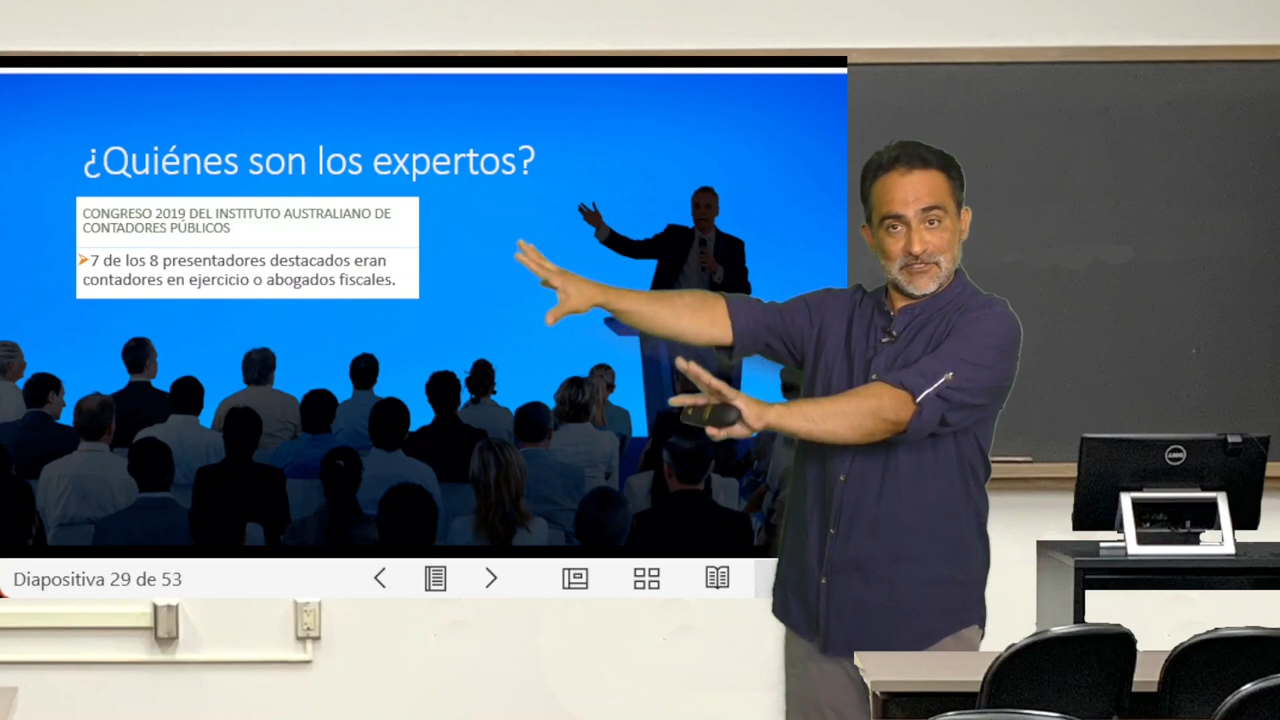 ¿Quiénes son los expertos?
CONGRESO 2019 DEL INSTITUTO AUSTRALIANO DE
CONTADORES PÚBLICOS
➢7 de los 8 presentadores destacados eran
contadores en ejercicio o abogados fiscales.
Diapositiva 29 de 53
DELL